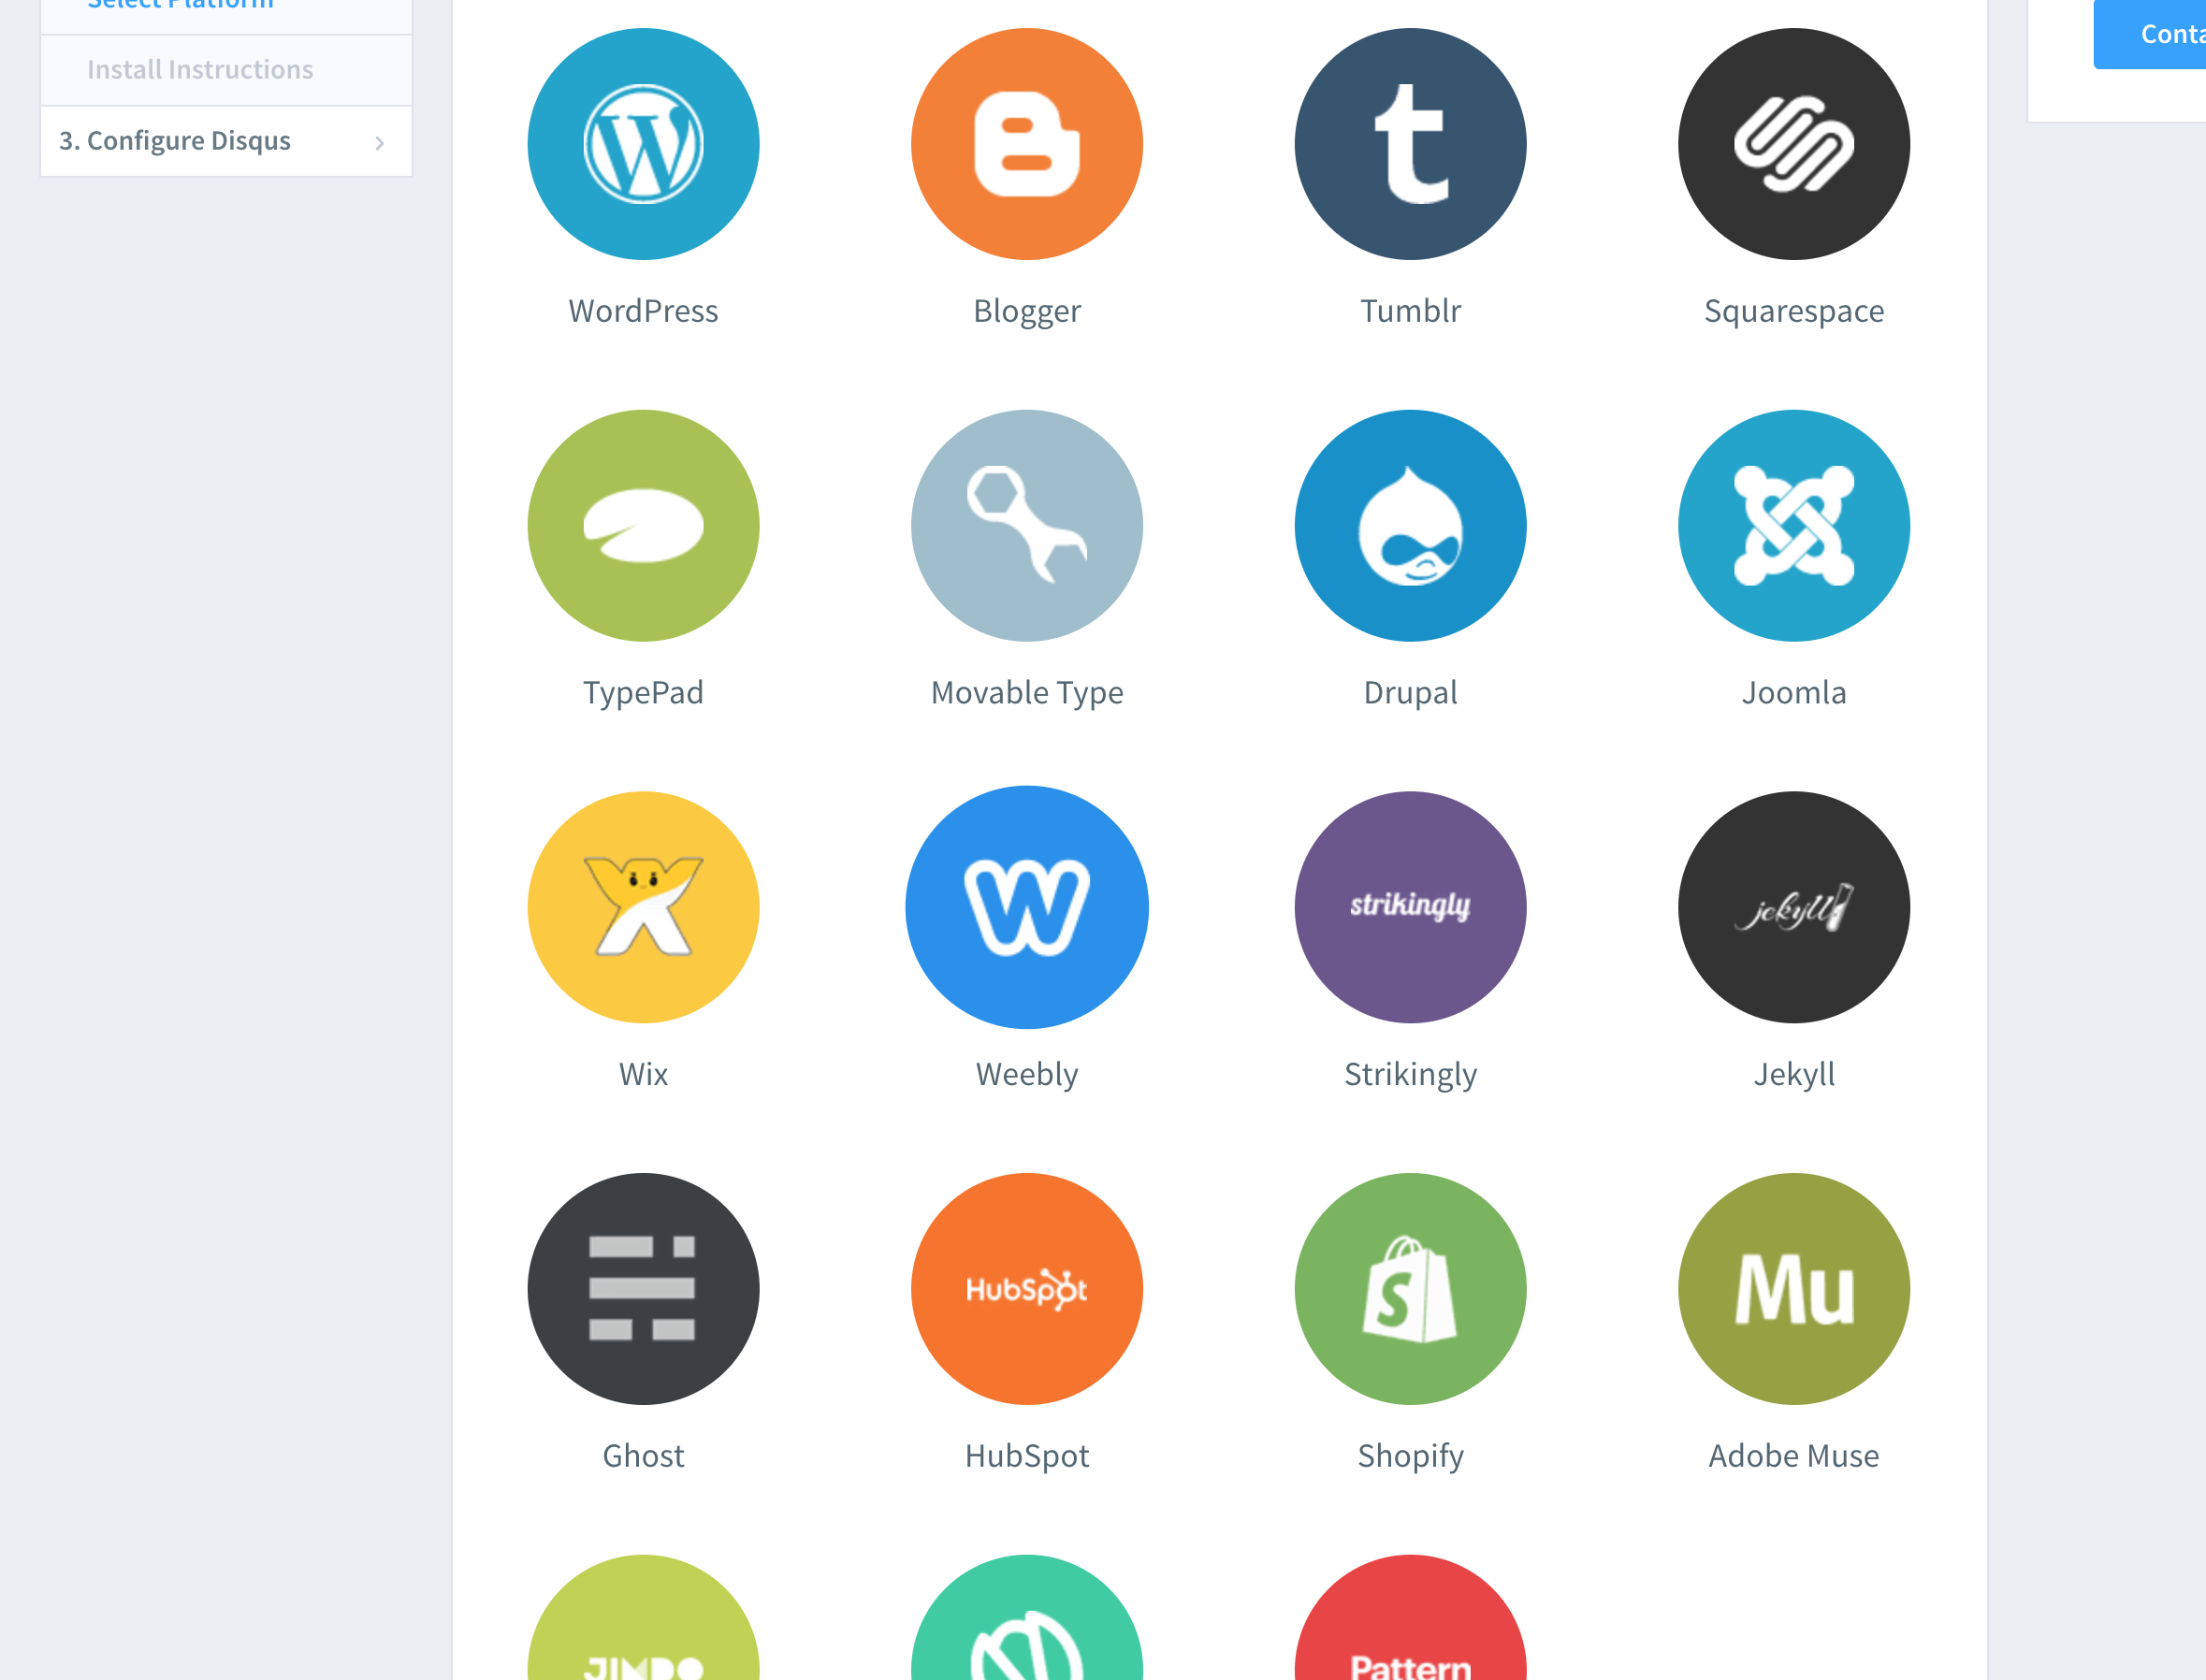 Select Platform
Install Instructions
3. Configure Disqus
WordPress
Blogger
Tumblr
Squarespace
TypePad
Movable Type
Drupal
Joomla
strikingly
jekyll
Wix
Weebly
Strikingly
Jekyll
HubSpot
Mu
Ghost
HubSpot
Shopify
Adobe Muse
JIMDO
Pattern